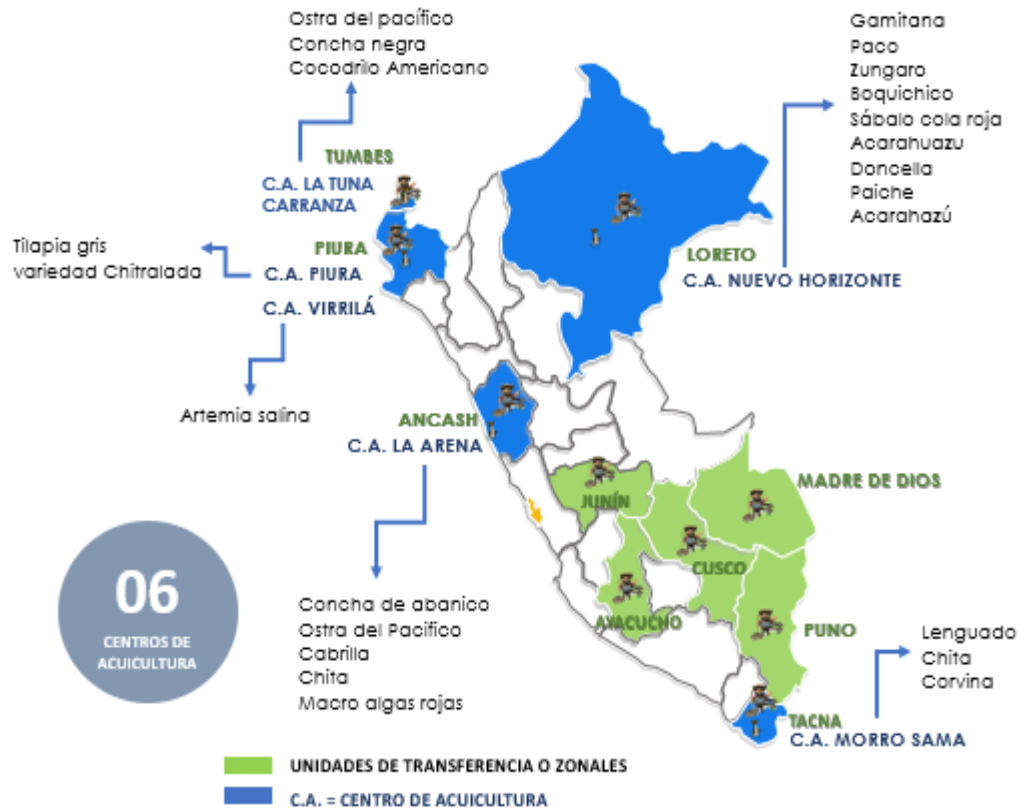 Ostra del pacífico
Concha negra
Cocodrilo Americano
Gamitana
Paco
Zungaro
Boquichico
Sábalo cola roja
Acarahuazu
Doncella
Paiche
Acarahazú
TUMBES
C.A. LA TUNA
CARRANZA
Tilapia gris
variedad Chitralada
PIURA
C.A. PIURA
C.A. VIRRILÁ
LORETO
C.A. NUEVO HORIZONTE
Artemia salina
ANCASH
C.A. LA ARENA
MADRE DE DIOS
JUNÍN
CUSCO
AYACUCHO
PUNO
06
CENTROS DE
ACUICULTURA
Concha de abanico
Ostra del Pacífico
Cabrilla
Chita
Macro algas rojas
Lenguado
Chita
Corvina
TACNA
C.A. MORRO SAMA
UNIDADES DE TRANSFERENCIA O ZONALES
C.A. = CENTRO DE ACUICULTURA